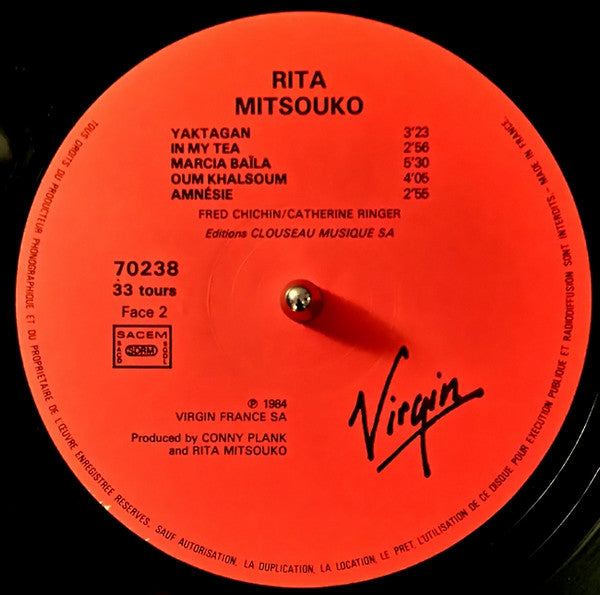 RITA
MITSOUKO
YAKTAGAN 3'23
IN MY TEA 2'56
MARCIA BAÏLA 5'30
OUM KHALSOUM 4'05
AMNÉSIE 2'55
FRED CHICHIN/CATHERINE RINGER
Editions CLOUSEAU MUSIQUE SA
70238
33 tours
Face 2
SACEM
SACD SDRM SCDL
℗ 1984
VIRGIN FRANCE SA
Produced by CONNY PLANK
and RITA MITSOUKO
Virgin
TOUS DROITS DU PRODUCTEUR PHONOGRAPHIQUE ET DU PROPRIETAIRE DE L'ŒUVRE ENREGISTREE RESERVES. SAUF AUTORISATION, LA DUPLICATION, LA LOCATION, LE PRET, L'UTILISATION DE CE DISQUE POUR EXECUTION PUBLIQUE ET RADIODIFFUSION SONT INTERDITS - MADE IN FRANCE.